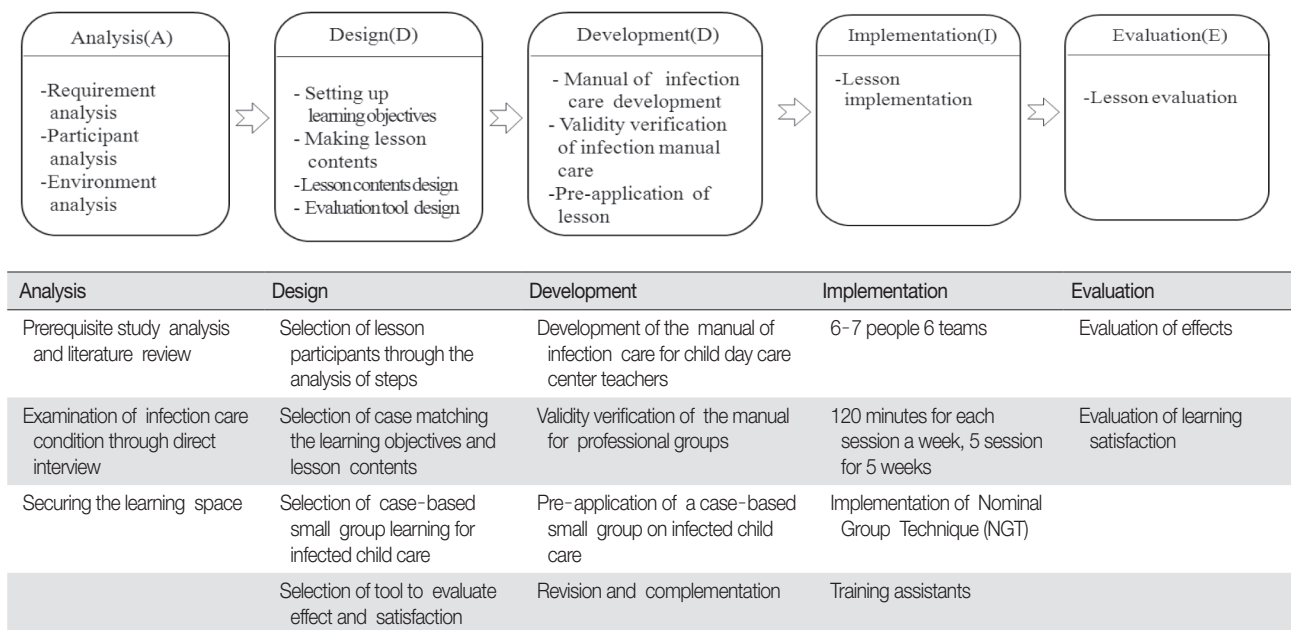 Analysis(A)
-Requirement
analysis
-Participant
analysis
-Environment
analysis
Design(D)
- Setting up
learning objectives
- Making lesson
contents
-Lesson contents design
- Evaluation tool design
Development(D)
- Manual of infection
care development
- Validity verification
of infection manual
care
-Pre-application of
lesson
Implementation(I)
-Lesson
implementation
Evaluation(E)
-Lesson evaluation
Analysis Design Development Implementation Evaluation
Prerequisite study analysis
and literature review
Selection of lesson
participants through the
analysis of steps
Development of the manual of
infection care for child day care
center teachers
6-7 people 6 teams
Evaluation of effects
Examination of infection care
condition through direct
interview
Selection of case matching
the learning objectives and
lesson contents
Validity verification of the manual
for professional groups
120 minutes for each
session a week, 5 session
for 5 weeks
Evaluation of learning
satisfaction
Securing the learning space
Selection of case-based
small group learning for
infected child care
Pre-application of a case-based
small group on infected child
care
Implementation of Nominal
Group Technique (NGT)
Selection of tool to evaluate
effect and satisfaction
Revision and complementation
Training assistants